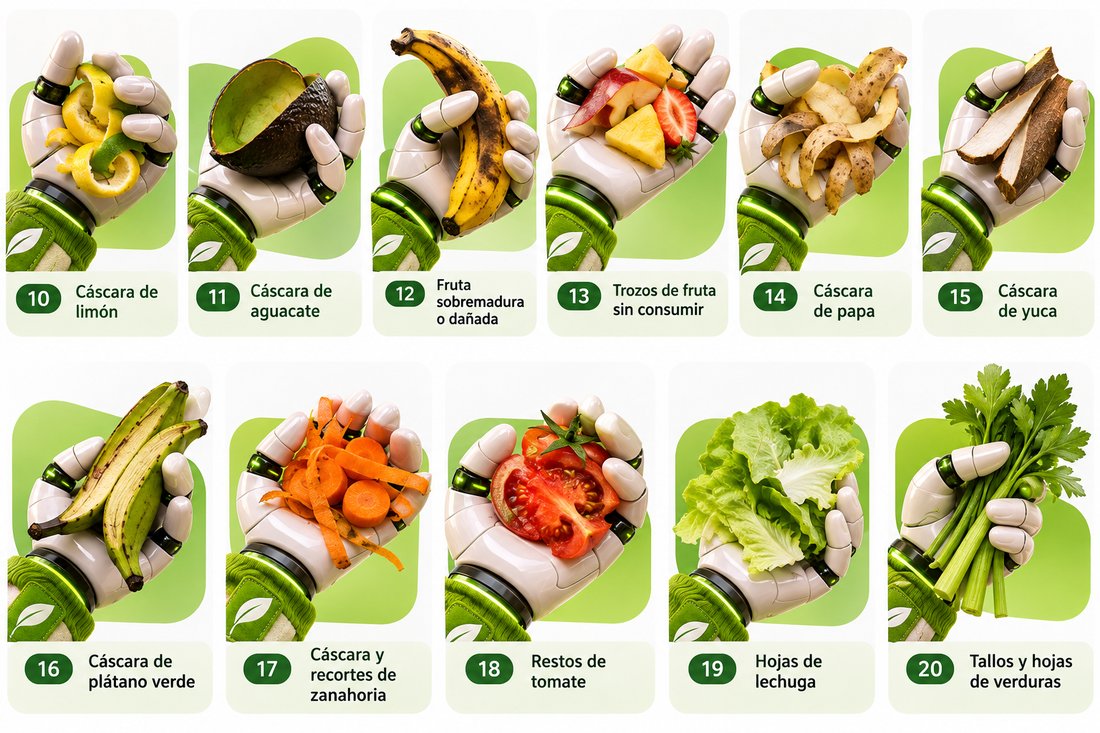 10
Cáscara de
limón
11
Cáscara de
aguacate
12
Fruta
sobremadura
o dañada
13
Trozos de fruta
sin consumir
14
Cáscara
de papa
15
Cáscara
de yuca
16
Cáscara de
plátano verde
17
Cáscara y
recortes de
zanahoria
18
Restos de
tomate
19
Hojas de
lechuga
20
Tallos y hojas
de verduras